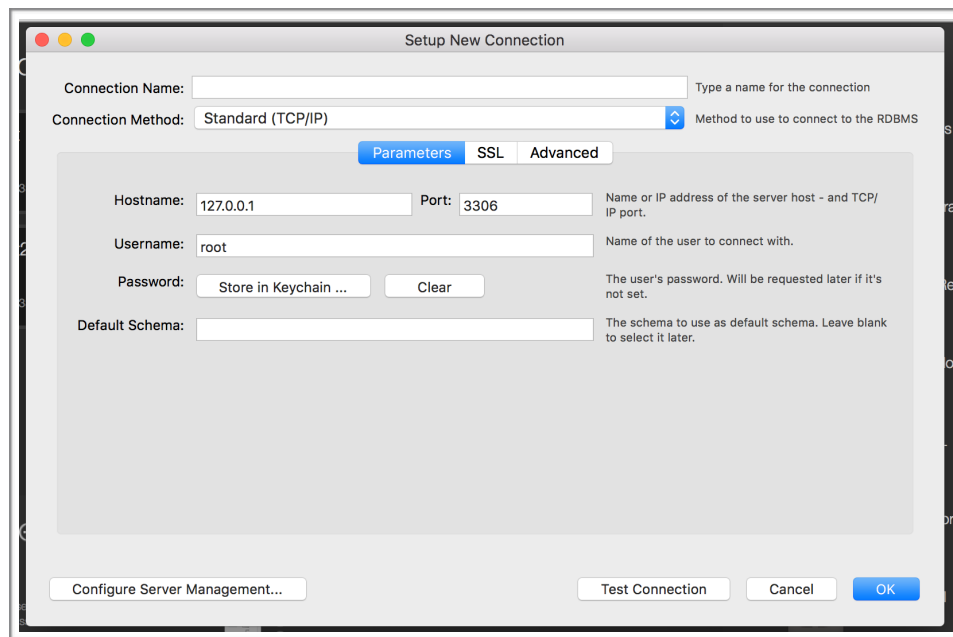 Setup New Connection
Connection Name:
Type a name for the connection
Connection Method: Standard (TCP/IP)
Method to use to connect to the RDBMS
Parameters SSL Advanced
Hostname: 127.0.0.1 Port: 3306
Name or IP address of the server host - and TCP/
IP port.
Username: root
Name of the user to connect with.
Password: Store in Keychain ... Clear
The user's password. Will be requested later if it's
not set.
Default Schema:
The schema to use as default schema. Leave blank
to select it later.
Configure Server Management... Test Connection Cancel OK